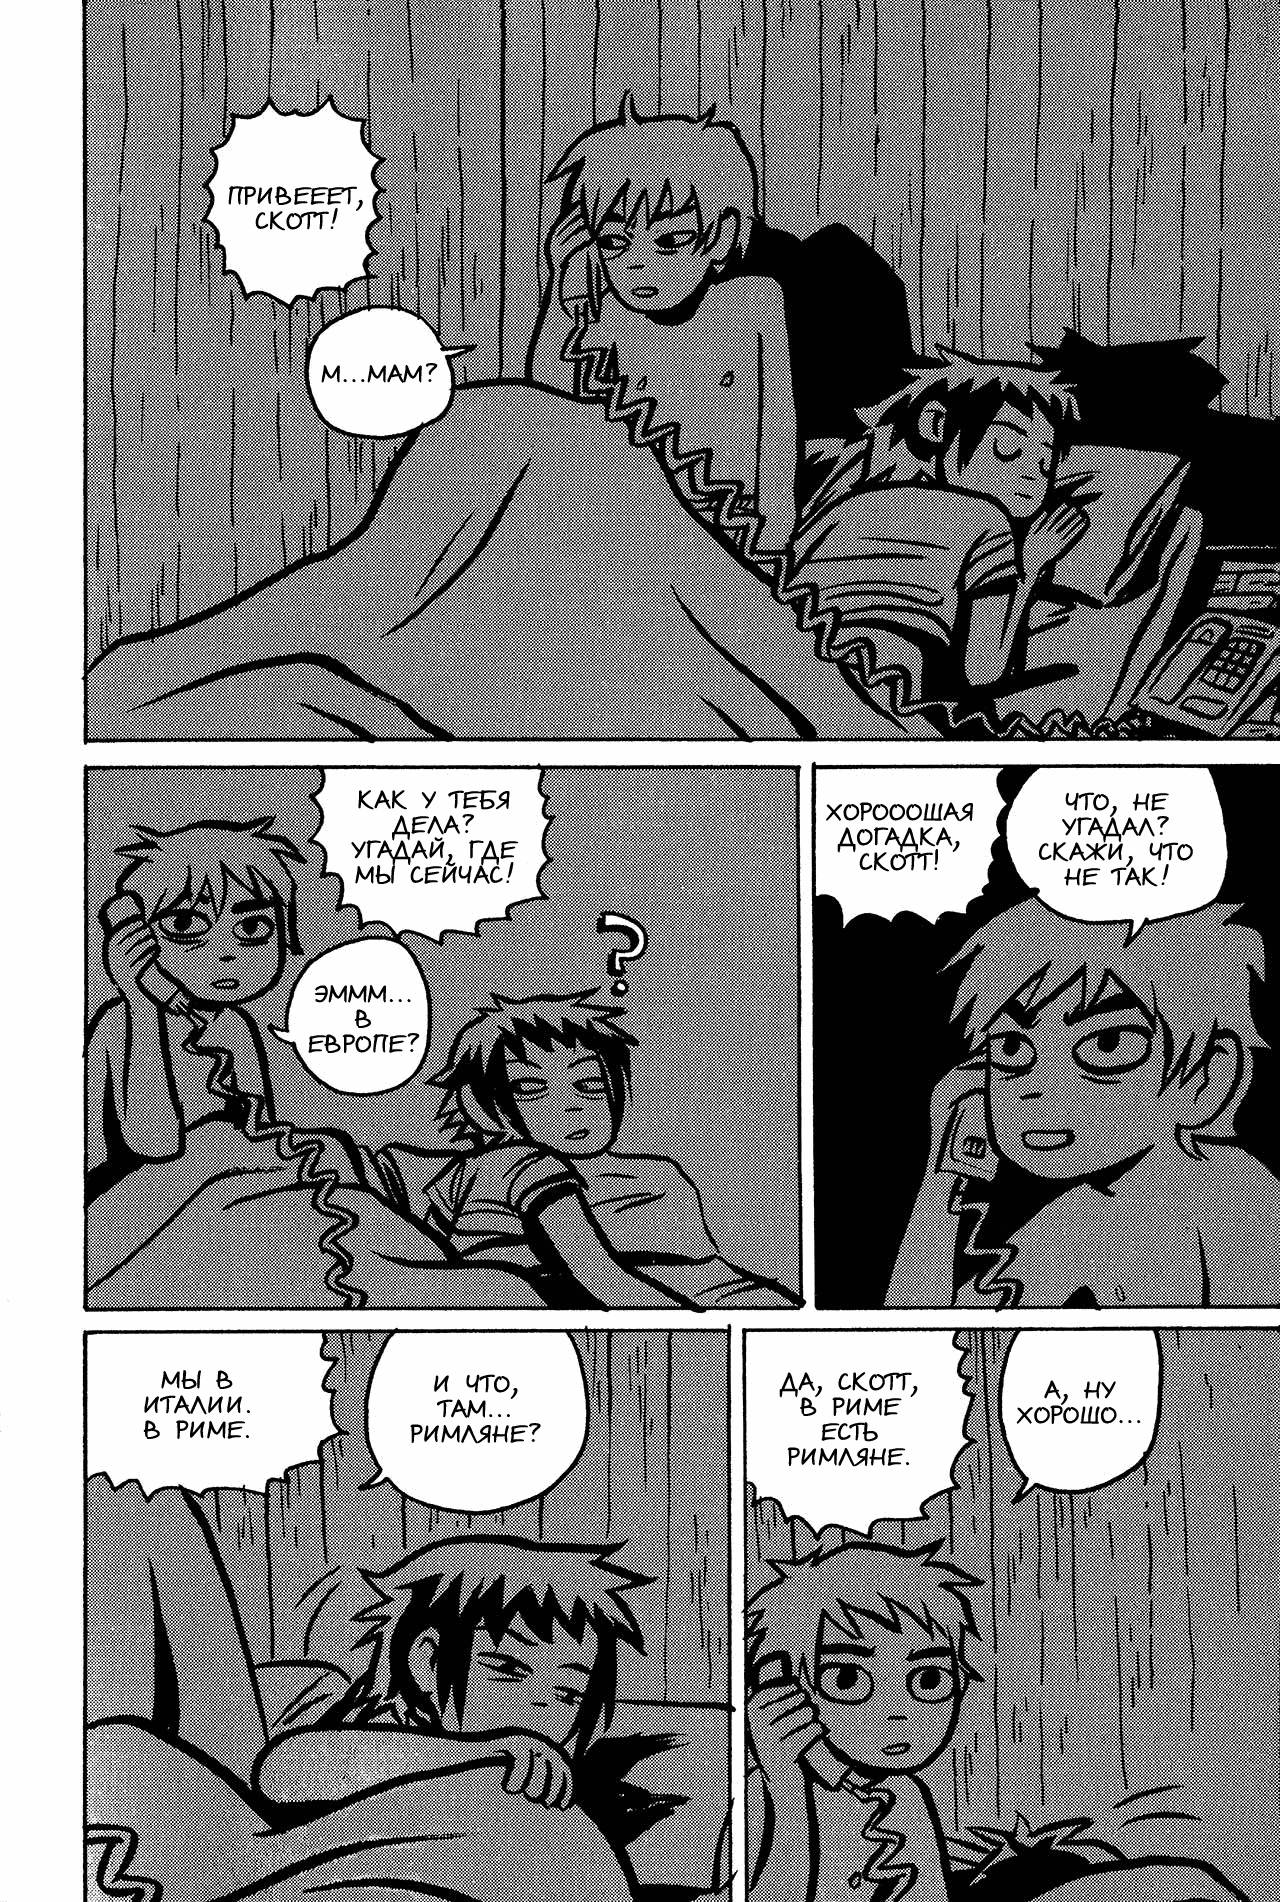 ПРИВЕЕЕТ,
СКОТТ!
М...МАМ?
КАК У ТЕБЯ
ДЕЛА?
УГАДАЙ, ГДЕ
МЫ СЕЙЧАС!
ЭМММ...
В
ЕВРОПЕ?
?
ХОРОООШАЯ
ДОГАДКА,
СКОТТ!
ЧТО, НЕ
УГАДАЛ?
СКАЖИ, ЧТО
НЕ ТАК!
МЫ В
ИТАЛИИ.
В РИМЕ.
И ЧТО,
ТАМ...
РИМЛЯНЕ?
ДА, СКОТТ,
В РИМЕ
ЕСТЬ
РИМЛЯНЕ.
А, НУ
ХОРОШО...